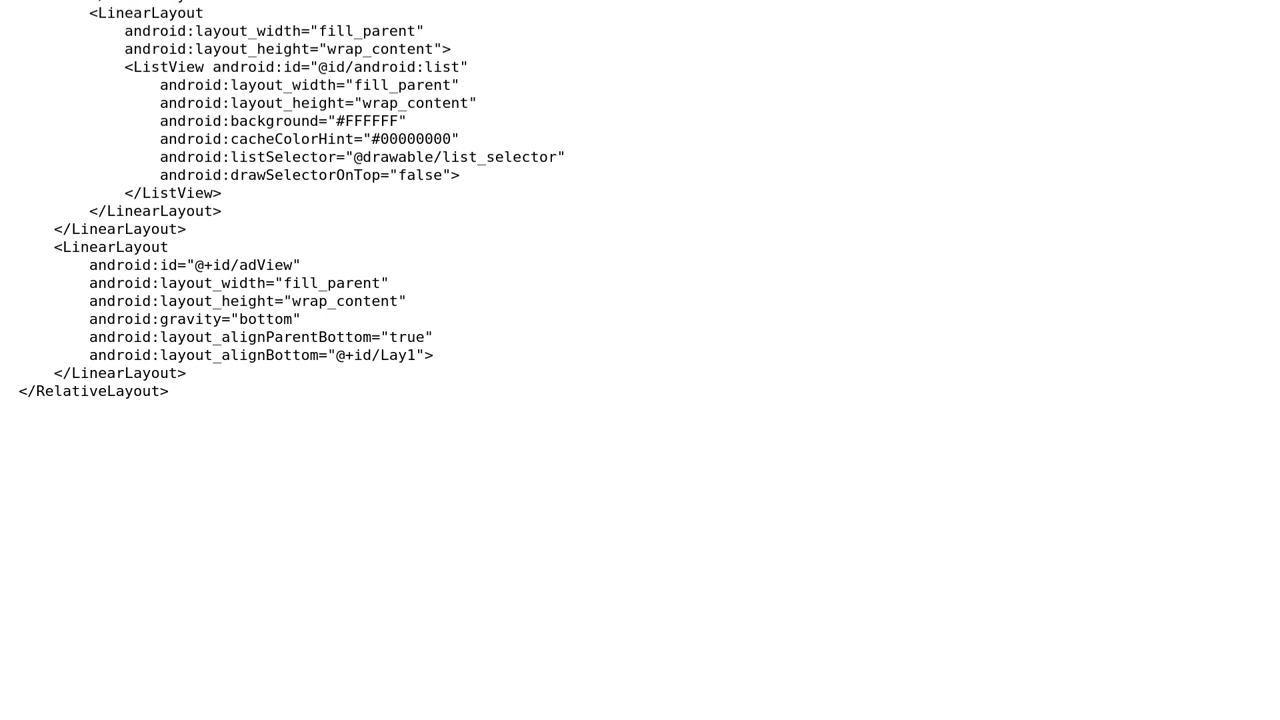 <LinearLayout
android:layout_width="fill_parent"
android:layout_height="wrap_content">
<ListView android:id="@id/android:list"
android:layout_width="fill_parent"
android:layout_height="wrap_content"
android:background="#FFFFFF"
android:cacheColorHint="#00000000"
android:listSelector="@drawable/list_selector"
android:drawSelectorOnTop="false">
</ListView>
</LinearLayout>
</LinearLayout>
<LinearLayout
android:id="@+id/adView"
android:layout_width="fill_parent"
android:layout_height="wrap_content"
android:gravity="bottom"
android:layout_alignParentBottom="true"
android:layout_alignBottom="@+id/Lay1">
</LinearLayout>
</RelativeLayout>